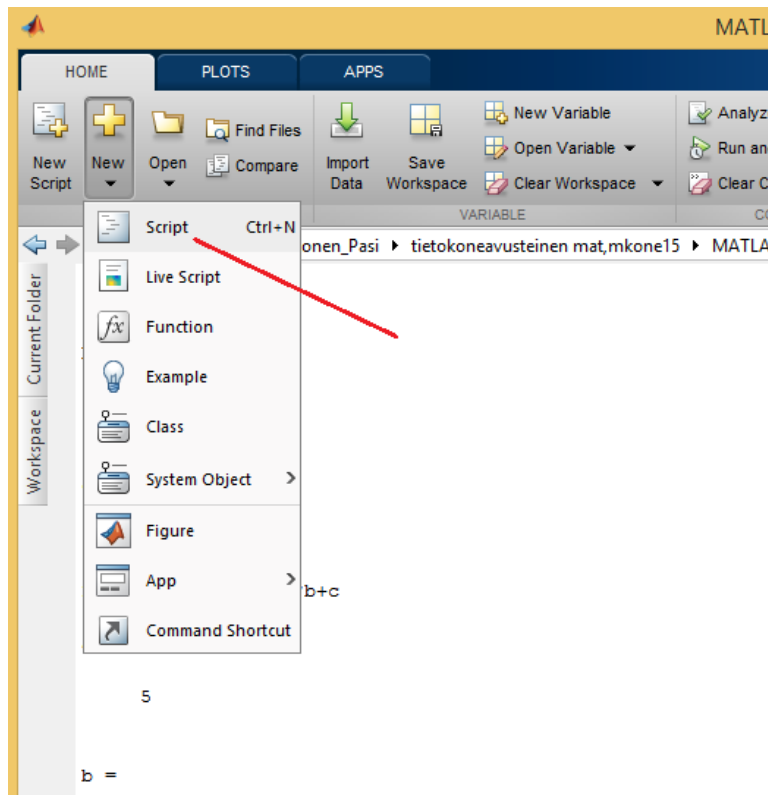 MATL
HOME PLOTS APPS
New Script
New
Open
Find Files
Compare
Import Data
Save Workspace
New Variable
Open Variable
Clear Workspace
Analyz
Run an
Clear C
VARIABLE
CO
onen_Pasi ▸ tietokoneavusteinen mat,mkone15 ▸ MATLA
Current Folder
Workspace
Script Ctrl+N
Live Script
Function
Example
Class
System Object
Figure
App
Command Shortcut
b+c
5
b =